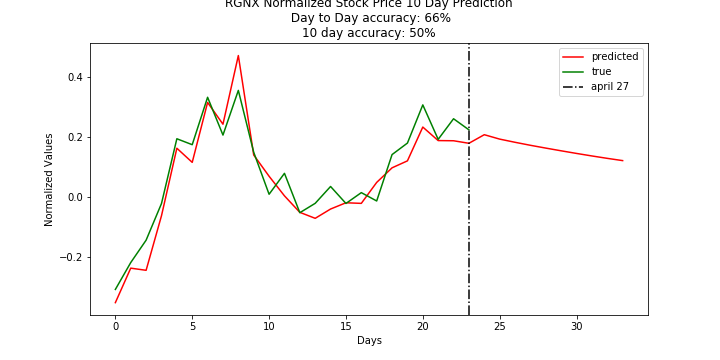 RGNX Normalized Stock Price 10 Day Prediction
Day to Day accuracy: 66%
10 day accuracy: 50%
predicted
true
april 27
0.4
0.2
0.0
−0.2
Normalized Values
0 5 10 15 20 25 30
Days